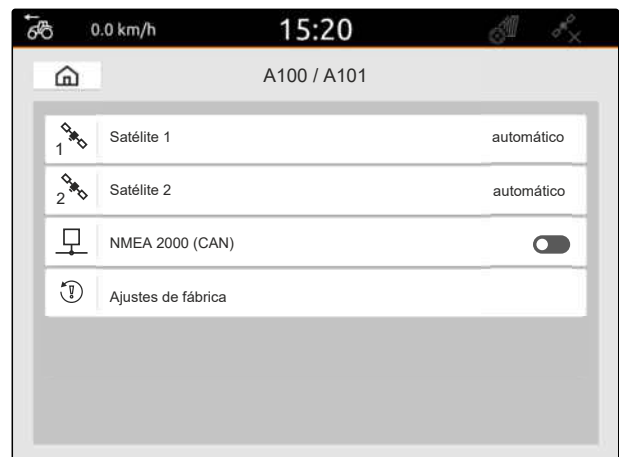 0.0 km/h 15:20
A100 / A101
1 Satélite 1 automático
2 Satélite 2 automático
NMEA 2000 (CAN)
Ajustes de fábrica